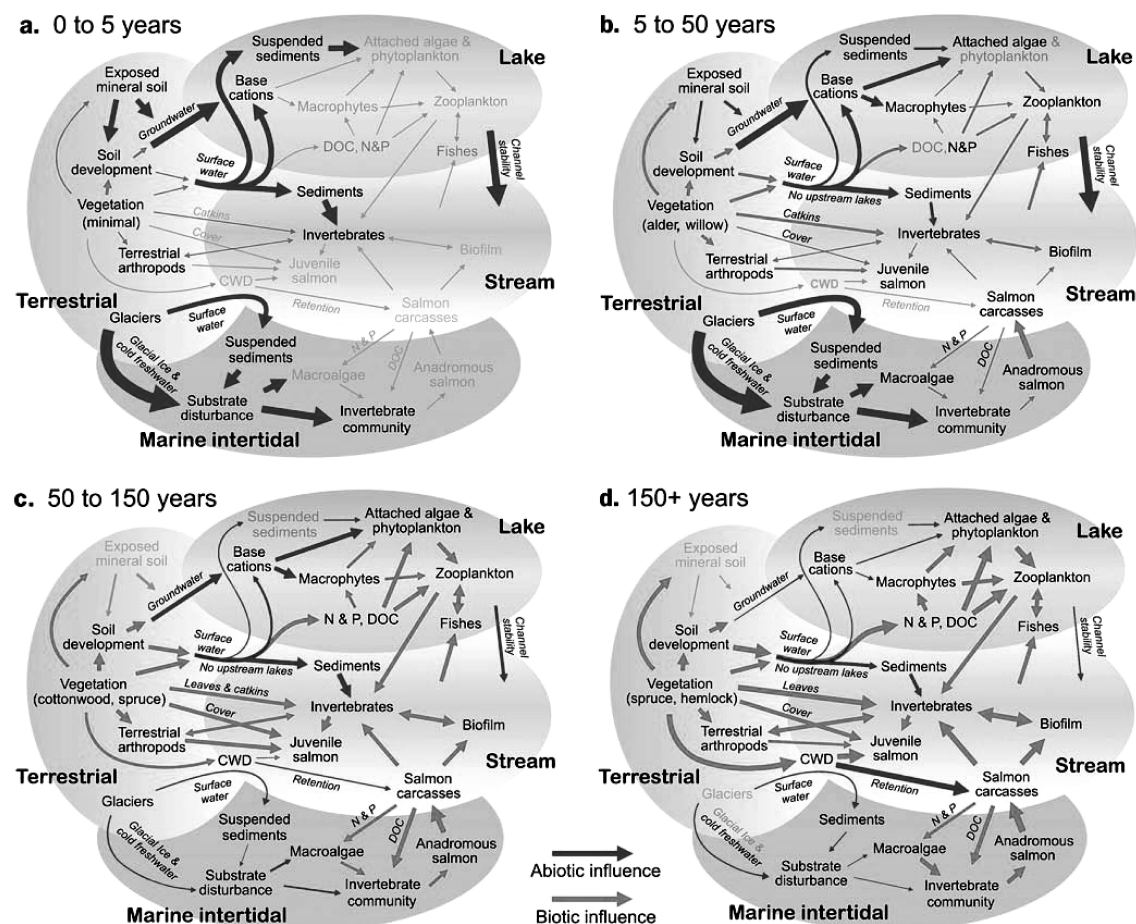 a. 0 to 5 years
Suspended
sediments
Attached algae &
phytoplankton
Lake
Exposed
mineral soil
Base
cations
Groundwater
Macrophytes
Zooplankton
Soil
development
DOC, N&P
Fishes
Channel
stability
Surface
water
Sediments
Vegetation
(minimal)
Catkins
Cover
Invertebrates
Terrestrial
arthropods
Biofilm
Juvenile
salmon
CWD
Stream
Terrestrial
Retention
Salmon
carcasses
Glaciers
Surface
water
Glacial Ice &
cold freshwater
Suspended
sediments
N & P
DOC
Macroalgae
Anadromous
salmon
Substrate
disturbance
Invertebrate
community
Marine intertidal
b. 5 to 50 years
Suspended
sediments
Attached algae &
phytoplankton
Lake
Exposed
mineral soil
Base
cations
Groundwater
Macrophytes
Zooplankton
Soil
development
DOC, N&P
Fishes
Channel
stability
Surface
water
No upstream lakes
Sediments
Vegetation
(alder, willow)
Catkins
Cover
Invertebrates
Terrestrial
arthropods
Biofilm
Juvenile
salmon
CWD
Stream
Terrestrial
Retention
Salmon
carcasses
Glaciers
Surface
water
Glacial Ice &
cold freshwater
Suspended
sediments
N & P
DOC
Macroalgae
Anadromous
salmon
Substrate
disturbance
Invertebrate
community
Marine intertidal
c. 50 to 150 years
Suspended
sediments
Attached algae &
phytoplankton
Lake
Exposed
mineral soil
Base
cations
Groundwater
Macrophytes
Zooplankton
Soil
development
N & P, DOC
Fishes
Channel
stability
Surface
water
No upstream lakes
Sediments
Vegetation
(cottonwood, spruce)
Leaves & catkins
Cover
Invertebrates
Terrestrial
arthropods
Biofilm
Juvenile
salmon
CWD
Stream
Terrestrial
Retention
Salmon
carcasses
Glaciers
Surface
water
Glacial Ice &
cold freshwater
Suspended
sediments
N & P
DOC
Macroalgae
Anadromous
salmon
Substrate
disturbance
Invertebrate
community
Marine intertidal
Abiotic influence
Biotic influence
d. 150+ years
Suspended sediments
Attached algae &
phytoplankton
Lake
Exposed
mineral soil
Base
cations
Groundwater
Macrophytes
Zooplankton
Soil
development
N & P, DOC
Fishes
Channel
stability
Surface
water
No upstream lakes
Sediments
Vegetation
(spruce, hemlock)
Leaves
Cover
Invertebrates
Terrestrial
arthropods
Biofilm
Juvenile
salmon
CWD
Stream
Terrestrial
Retention
Salmon
carcasses
Glaciers
Surface
water
Glacial Ice &
cold freshwater
Sediments
N & P
DOC
Macroalgae
Anadromous
salmon
Substrate
disturbance
Invertebrate
community
Marine intertidal